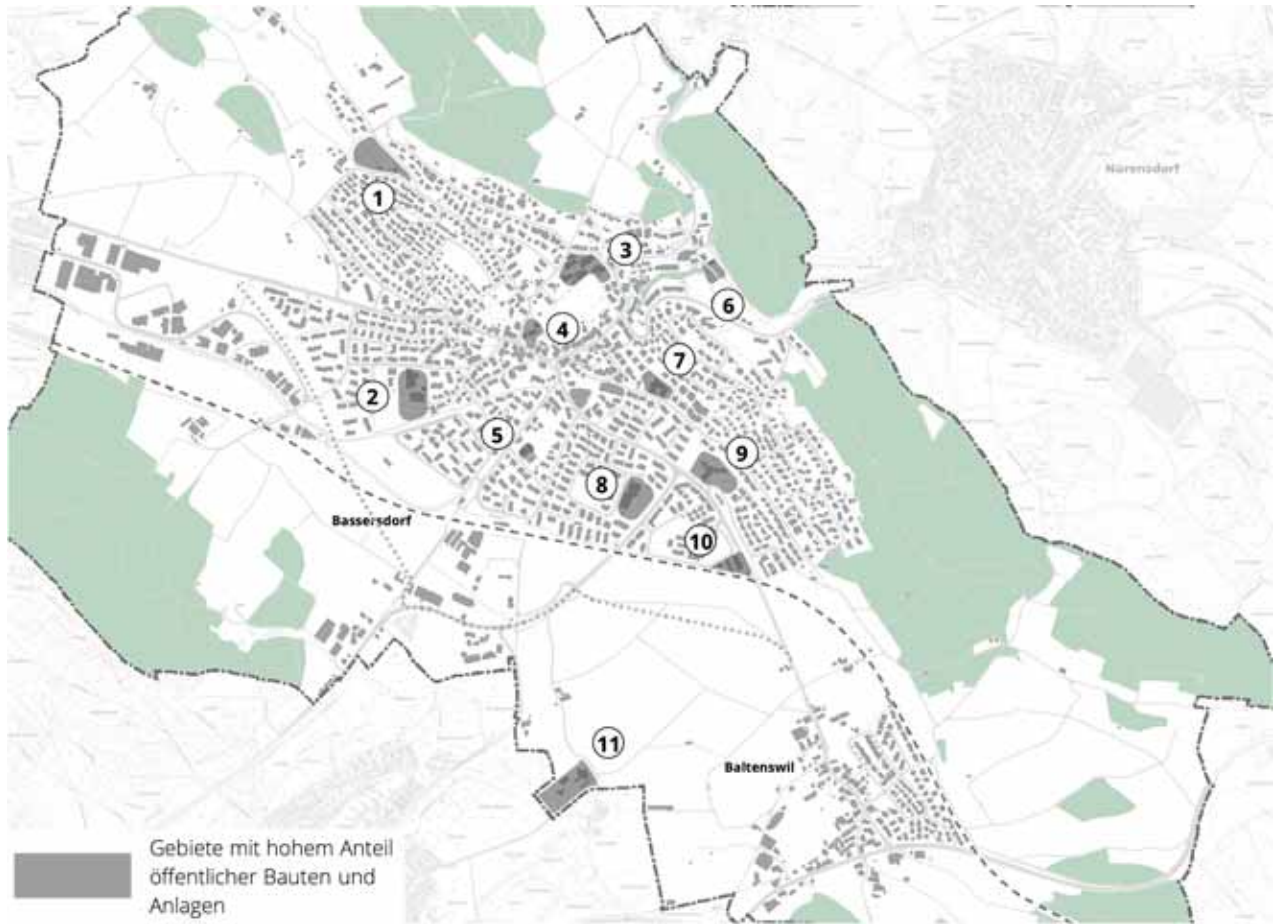 Nürensdorf
1
3
6
4
7
2
5
9
8
Bassersdorf
10
11
Baltenswil
Gebiete mit hohem Anteil
öffentlicher Bauten und
Anlagen